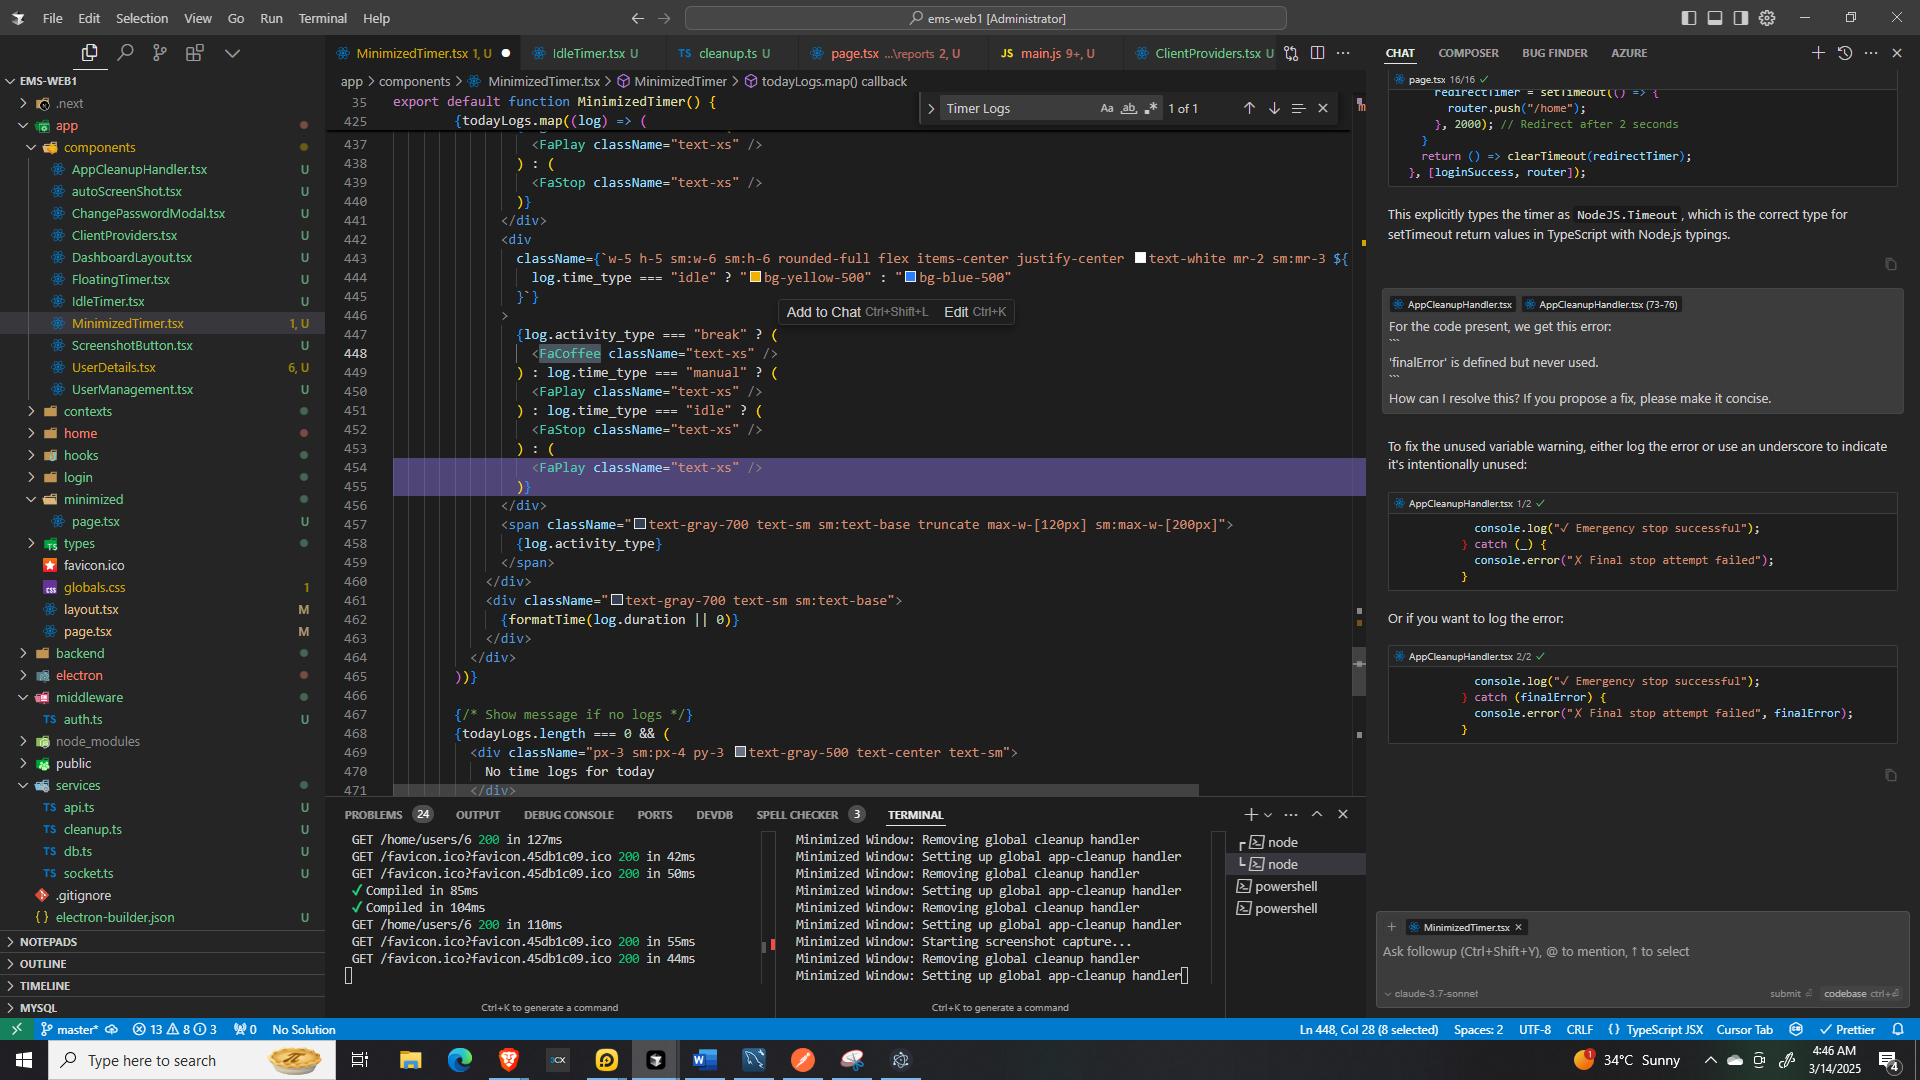 File Edit Selection View Go Run Terminal Help
ems-web1 [Administrator]
EMS-WEB1
.next
app
components
AppCleanupHandler.tsx U
autoScreenShot.tsx U
ChangePasswordModal.tsx U
ClientProviders.tsx U
DashboardLayout.tsx U
FloatingTimer.tsx U
IdleTimer.tsx U
MinimizedTimer.tsx 1, U
ScreenshotButton.tsx U
UserDetails.tsx 6, U
UserManagement.tsx U
contexts
home
hooks
login
minimized
page.tsx U
types
favicon.ico
globals.css 1
layout.tsx M
page.tsx M
backend
electron
middleware
TS auth.ts U
node_modules
public
services
TS api.ts U
TS cleanup.ts U
TS db.ts U
TS socket.ts U
.gitignore
{} electron-builder.json U
NOTEPADS
OUTLINE
TIMELINE
MYSQL
MinimizedTimer.tsx 1, U
IdleTimer.tsx U
TS cleanup.ts U
page.tsx ...\reports 2, U
JS main.js 9+, U
ClientProviders.tsx U
app > components > MinimizedTimer.tsx > MinimizedTimer > todayLogs.map() callback
Timer Logs Aa ab 1 of 1
35 export default function MinimizedTimer() {
425 {todayLogs.map((log) => (
437 <FaPlay className="text-xs" />
438 ) : (
439 <FaStop className="text-xs" />
440 )}
441 </div>
442 <div
443 className={`w-5 h-5 sm:w-6 sm:h-6 rounded-full flex items-center justify-center text-white mr-2 sm:mr-3 ${
444 log.time_type === "idle" ? "bg-yellow-500" : "bg-blue-500"
445 }`}
446 >
Add to Chat Ctrl+Shift+L Edit Ctrl+K
447 {log.activity_type === "break" ? (
448 <FaCoffee className="text-xs" />
449 ) : log.time_type === "manual" ? (
450 <FaPlay className="text-xs" />
451 ) : log.time_type === "idle" ? (
452 <FaStop className="text-xs" />
453 ) : (
454 <FaPlay className="text-xs" />
455 )}
456 </div>
457 <span className="text-gray-700 text-sm sm:text-base truncate max-w-[120px] sm:max-w-[200px]">
458 {log.activity_type}
459 </span>
460 </div>
461 <div className="text-gray-700 text-sm sm:text-base">
462 {formatTime(log.duration || 0)}
463 </div>
464 </div>
465 ))}
466
467 {/* Show message if no logs */}
468 {todayLogs.length === 0 && (
469 <div className="px-3 sm:px-4 py-3 text-gray-500 text-center text-sm">
470 No time logs for today
471 </div>
PROBLEMS 24 OUTPUT DEBUG CONSOLE PORTS DEVDB SPELL CHECKER 3 TERMINAL
GET /home/users/6 200 in 127ms
GET /favicon.ico?favicon.45db1c09.ico 200 in 42ms
GET /favicon.ico?favicon.45db1c09.ico 200 in 50ms
✓ Compiled in 85ms
✓ Compiled in 104ms
GET /home/users/6 200 in 110ms
GET /favicon.ico?favicon.45db1c09.ico 200 in 55ms
GET /favicon.ico?favicon.45db1c09.ico 200 in 44ms
Ctrl+K to generate a command
Minimized Window: Removing global cleanup handler
Minimized Window: Setting up global app-cleanup handler
Minimized Window: Removing global cleanup handler
Minimized Window: Setting up global app-cleanup handler
Minimized Window: Removing global cleanup handler
Minimized Window: Setting up global app-cleanup handler
Minimized Window: Starting screenshot capture...
Minimized Window: Removing global cleanup handler
Minimized Window: Setting up global app-cleanup handler
Ctrl+K to generate a command
node
node
powershell
powershell
CHAT COMPOSER BUG FINDER AZURE
page.tsx 16/16 ✓
redirectTimer = setTimeout(() => {
router.push("/home");
}, 2000); // Redirect after 2 seconds
}
return () => clearTimeout(redirectTimer);
}, [loginSuccess, router]);
This explicitly types the timer as NodeJS.Timeout, which is the correct type for
setTimeout return values in TypeScript with Node.js typings.
AppCleanupHandler.tsx AppCleanupHandler.tsx (73-76)
For the code present, we get this error:
```
'finalError' is defined but never used.
```
How can I resolve this? If you propose a fix, please make it concise.
To fix the unused variable warning, either log the error or use an underscore to indicate
it's intentionally unused:
AppCleanupHandler.tsx 1/2 ✓
console.log("✓ Emergency stop successful");
} catch (_) {
console.error("✗ Final stop attempt failed");
}
Or if you want to log the error:
AppCleanupHandler.tsx 2/2 ✓
console.log("✓ Emergency stop successful");
} catch (finalError) {
console.error("✗ Final stop attempt failed", finalError);
}
+ MinimizedTimer.tsx ×
Ask followup (Ctrl+Shift+Y), @ to mention, ↑ to select
claude-3.7-sonnet submit codebase ctrl+⏎
master* 13 8 3 0 No Solution
Ln 448, Col 28 (8 selected) Spaces: 2 UTF-8 CRLF {} TypeScript JSX Cursor Tab Prettier
Type here to search
34°C Sunny
4:46 AM
3/14/2025
4